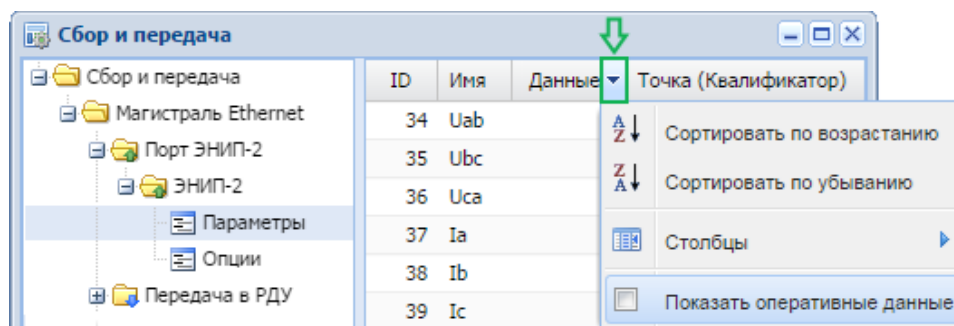 Сбор и передача
Сбор и передача
Магистраль Ethernet
Порт ЭНИП-2
ЭНИП-2
Параметры
Опции
Передача в РДУ
ID Имя Данные Точка (Квалификатор)
34 Uab
35 Ubc
36 Uca
37 Ia
38 Ib
39 Ic
Сортировать по возрастанию
Сортировать по убыванию
Столбцы
Показать оперативные данные